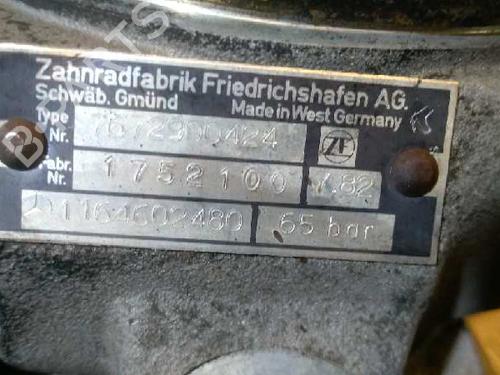 Zahnradfabrik Friedrichshafen AG.
Schwäb. Gmünd Made in West Germany
Type Nr. 7672900424 ZF
Fabr. Nr. 1752100 7.82
1164602480 65 bar